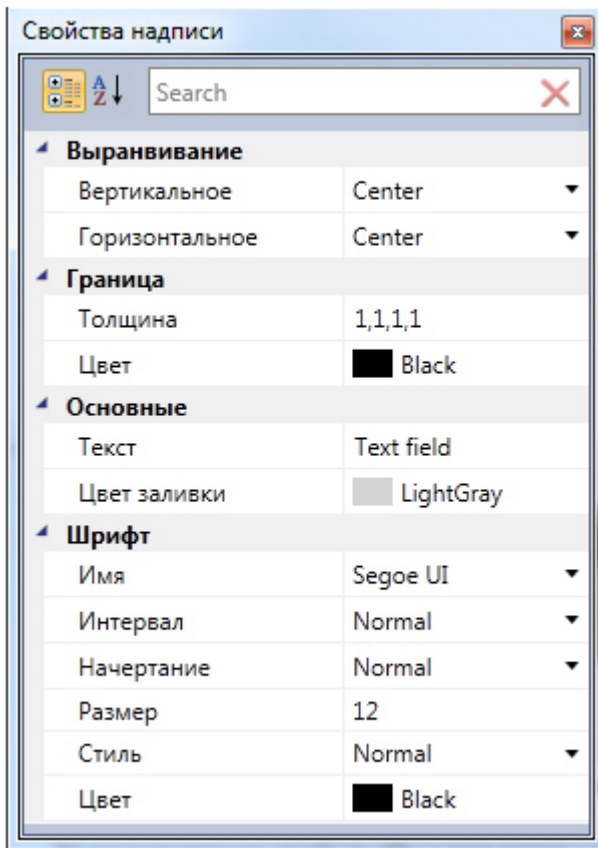 Свойства надписи
A
Z
Search
Выранвивание
Вертикальное Center
Горизонтальное Center
Граница
Толщина 1,1,1,1
Цвет Black
Основные
Текст Text field
Цвет заливки LightGray
Шрифт
Имя Segoe UI
Интервал Normal
Начертание Normal
Размер 12
Стиль Normal
Цвет Black